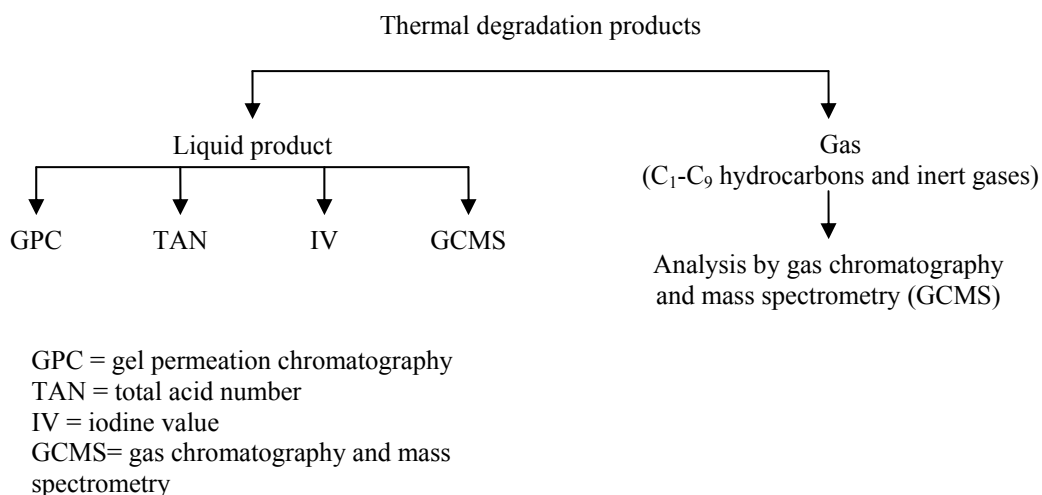 Thermal degradation products
Liquid product
Gas
(C₁-C₉ hydrocarbons and inert gases)
GPC TAN IV GCMS
Analysis by gas chromatography
and mass spectrometry (GCMS)
GPC = gel permeation chromatography
TAN = total acid number
IV = iodine value
GCMS= gas chromatography and mass
spectrometry